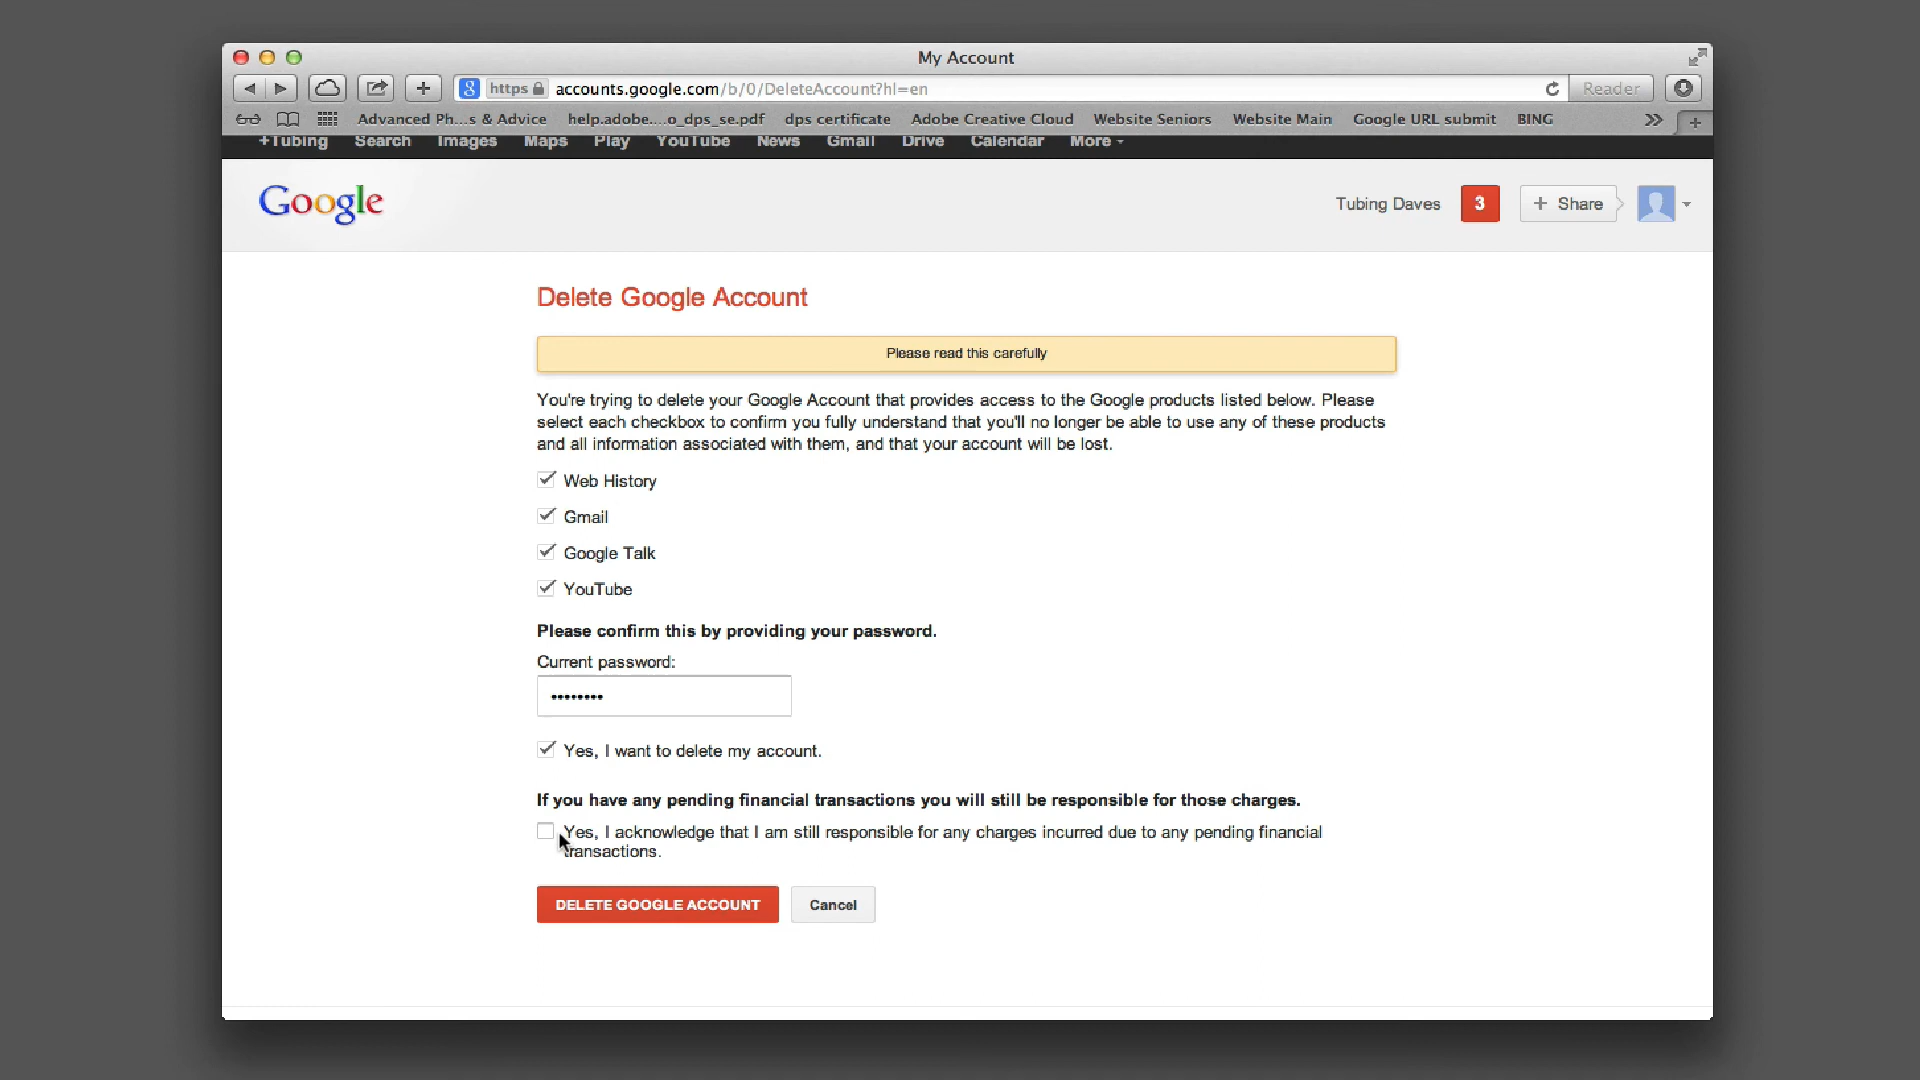 My Account
https accounts.google.com/b/0/DeleteAccount?hl=en Reader
Advanced Ph...s & Advice help.adobe....o_dps_se.pdf dps certificate Adobe Creative Cloud Website Seniors Website Main Google URL submit BING
+Tubing Search Images Maps Play YouTube News Gmail Drive Calendar More
Google Tubing Daves 3 + Share
Delete Google Account
Please read this carefully
You're trying to delete your Google Account that provides access to the Google products listed below. Please
select each checkbox to confirm you fully understand that you'll no longer be able to use any of these products
and all information associated with them, and that your account will be lost.
Web History
Gmail
Google Talk
YouTube
Please confirm this by providing your password.
Current password:
••••••••
Yes, I want to delete my account.
If you have any pending financial transactions you will still be responsible for those charges.
Yes, I acknowledge that I am still responsible for any charges incurred due to any pending financial
transactions.
DELETE GOOGLE ACCOUNT Cancel